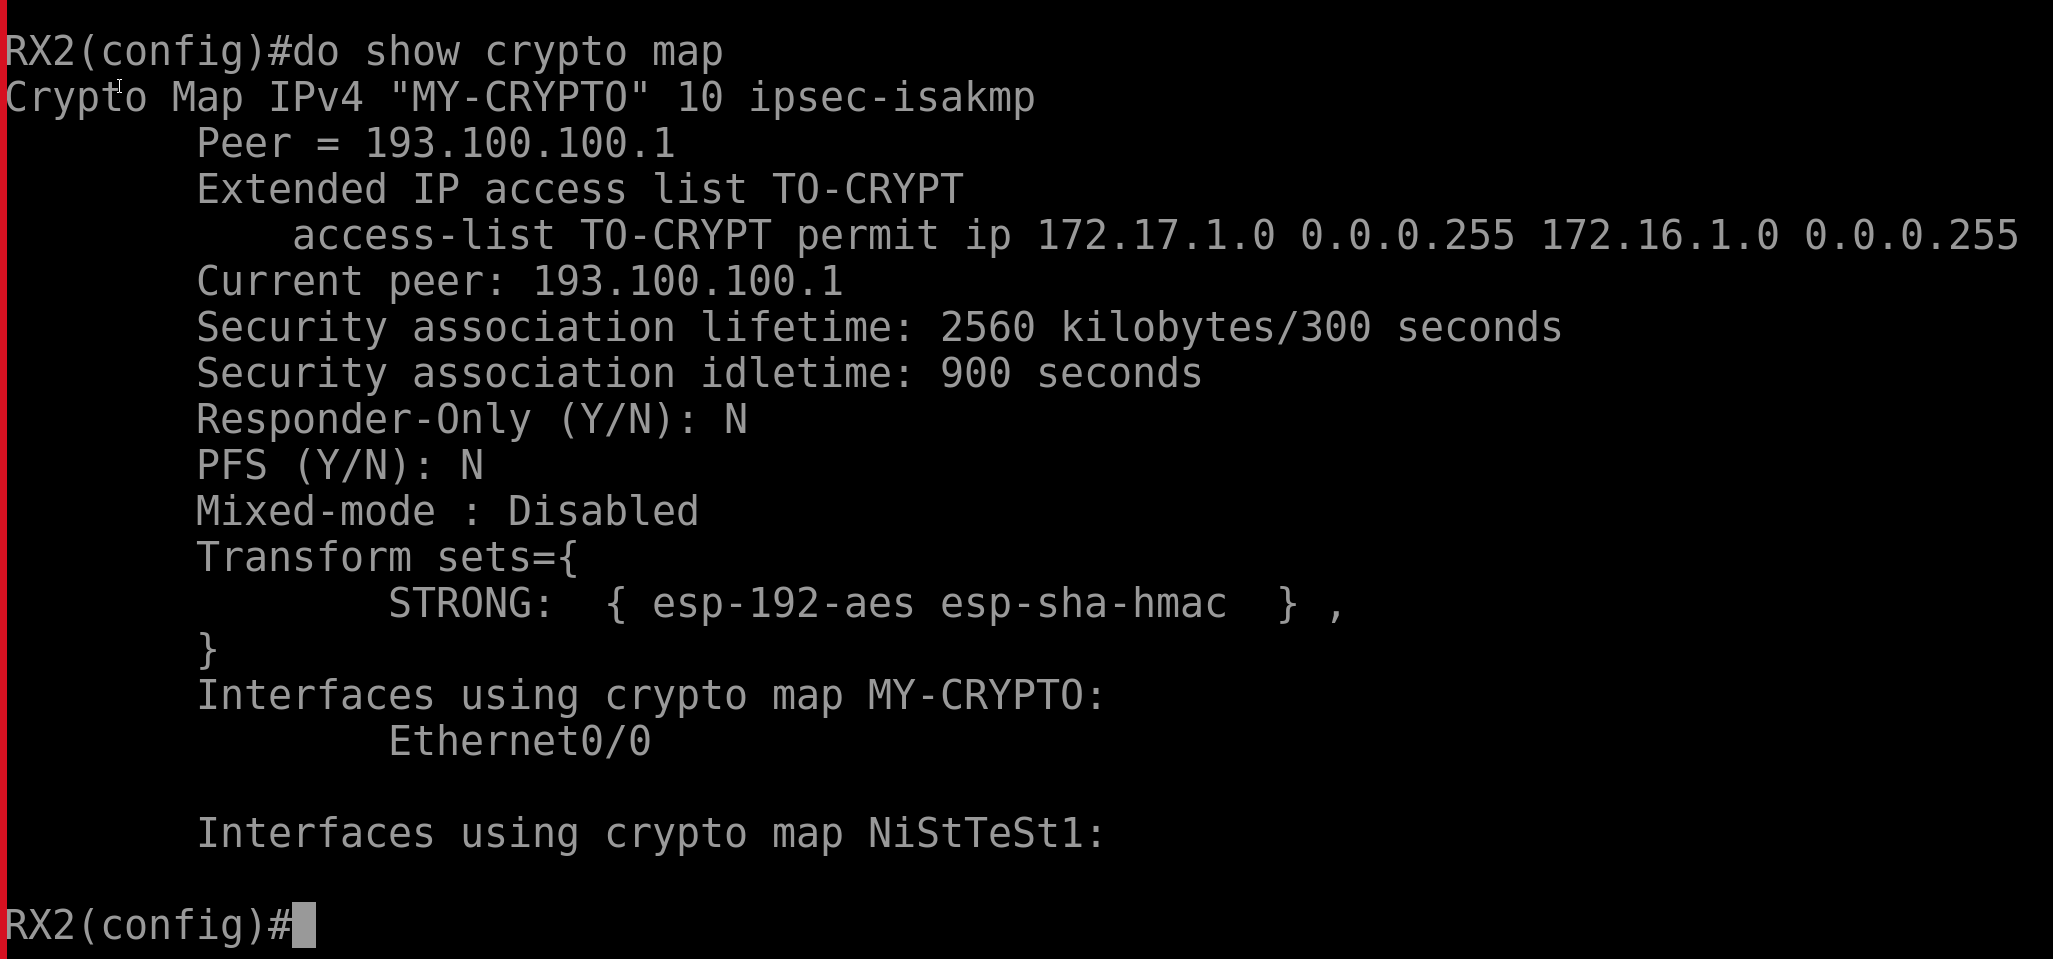 RX2(config)#do show crypto map
Crypto Map IPv4 "MY-CRYPTO" 10 ipsec-isakmp
        Peer = 193.100.100.1
        Extended IP access list TO-CRYPT
            access-list TO-CRYPT permit ip 172.17.1.0 0.0.0.255 172.16.1.0 0.0.0.255
        Current peer: 193.100.100.1
        Security association lifetime: 2560 kilobytes/300 seconds
        Security association idletime: 900 seconds
        Responder-Only (Y/N): N
        PFS (Y/N): N
        Mixed-mode : Disabled
        Transform sets={
                STRONG:  { esp-192-aes esp-sha-hmac  } ,
        }
        Interfaces using crypto map MY-CRYPTO:
                Ethernet0/0

        Interfaces using crypto map NiStTeSt1:

RX2(config)#